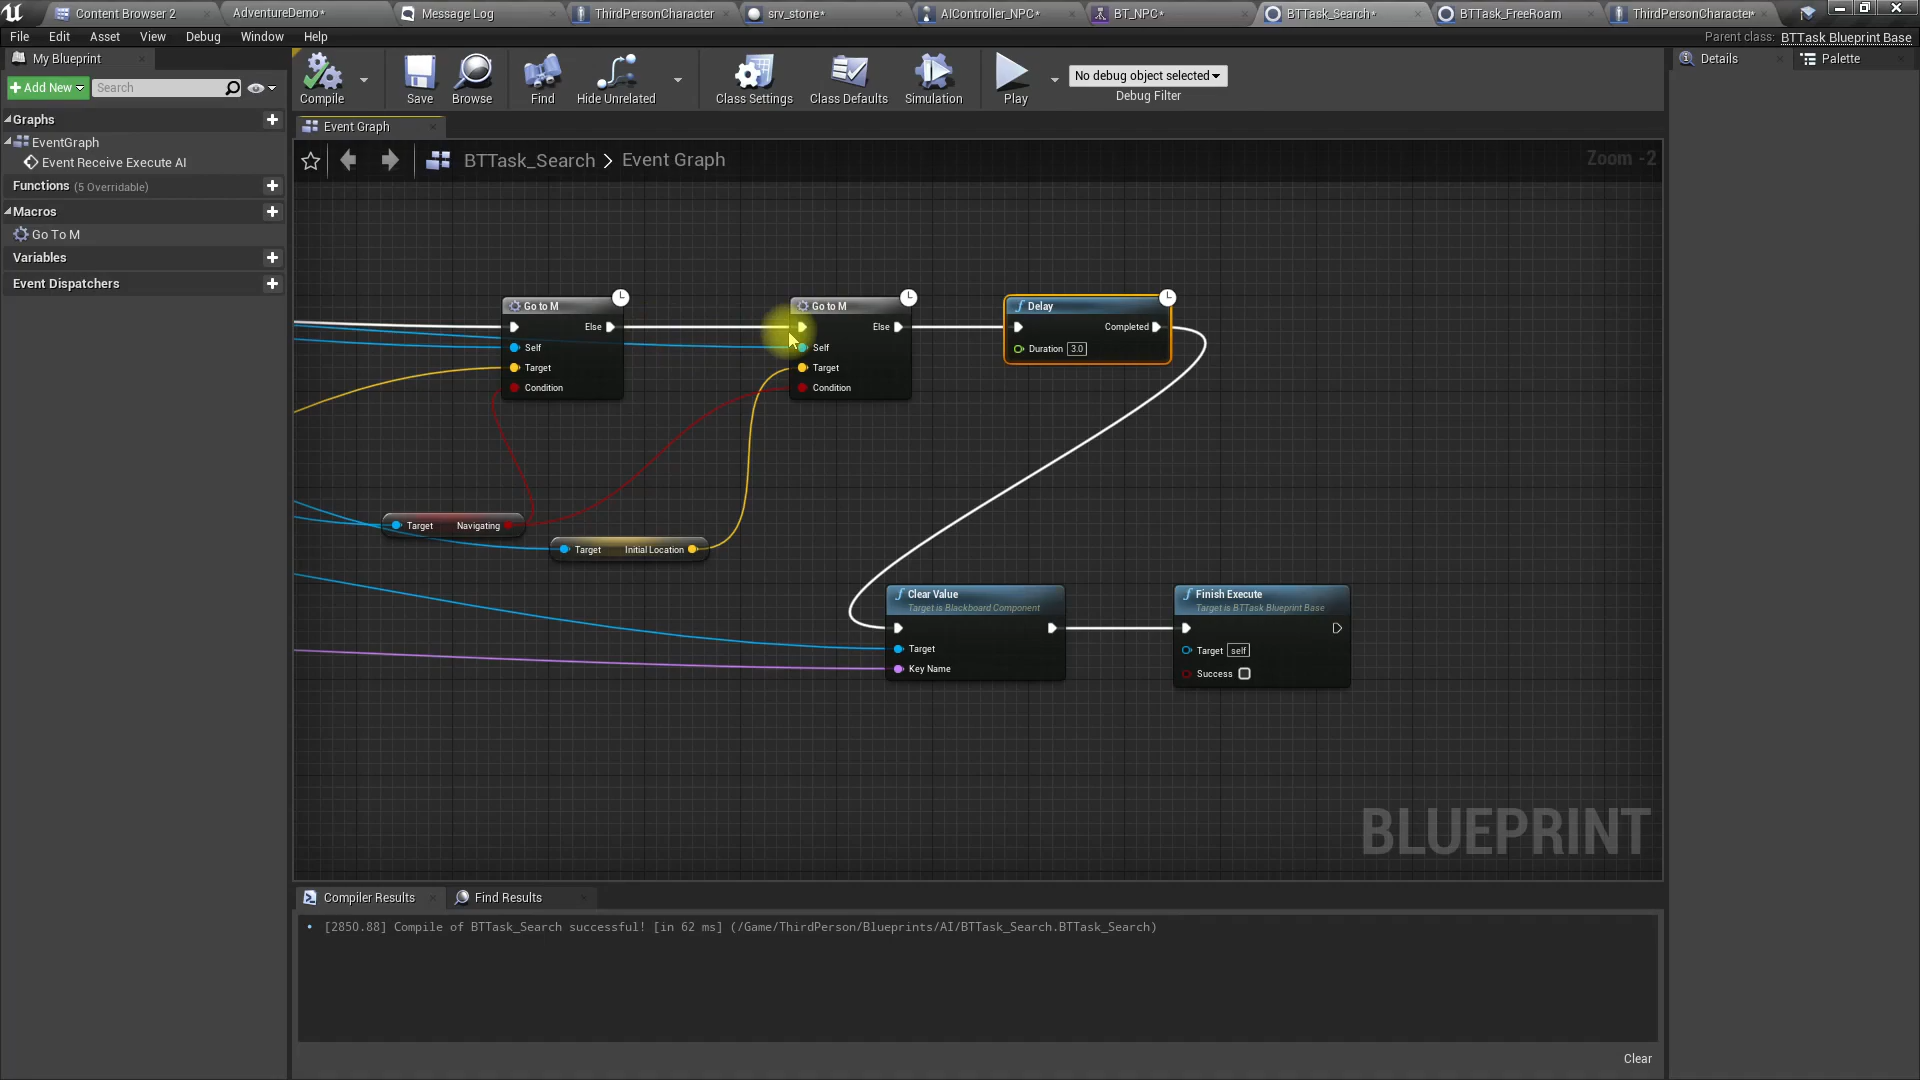 Content Browser 2
AdventureDemo*
Message Log
ThirdPersonCharacter
srv_stone*
AIController_NPC*
BT_NPC*
BTTask_Search*
BTTask_FreeRoam
ThirdPersonCharacter*
File Edit Asset View Debug Window Help
Parent class: BTTask Blueprint Base
My Blueprint
Add New
Search
Compile
Save
Browse
Find
Hide Unrelated
Class Settings
Class Defaults
Simulation
Play
No debug object selected
Debug Filter
Details
Palette
Graphs
EventGraph
Event Receive Execute AI
Functions (5 Overridable)
Macros
Go To M
Variables
Event Dispatchers
Event Graph
BTTask_Search > Event Graph
Zoom -2
Go to M
Else
Self
Target
Condition
Go to M
Else
Self
Target
Condition
Delay
Completed
Duration 3.0
Target Navigating
Target Initial Location
Clear Value
Target is Blackboard Component
Target
Key Name
Finish Execute
Target is BTTask Blueprint Base
Target self
Success
BLUEPRINT
Compiler Results
Find Results
[2850.88] Compile of BTTask_Search successful! [in 62 ms] (/Game/ThirdPerson/Blueprints/AI/BTTask_Search.BTTask_Search)
Clear